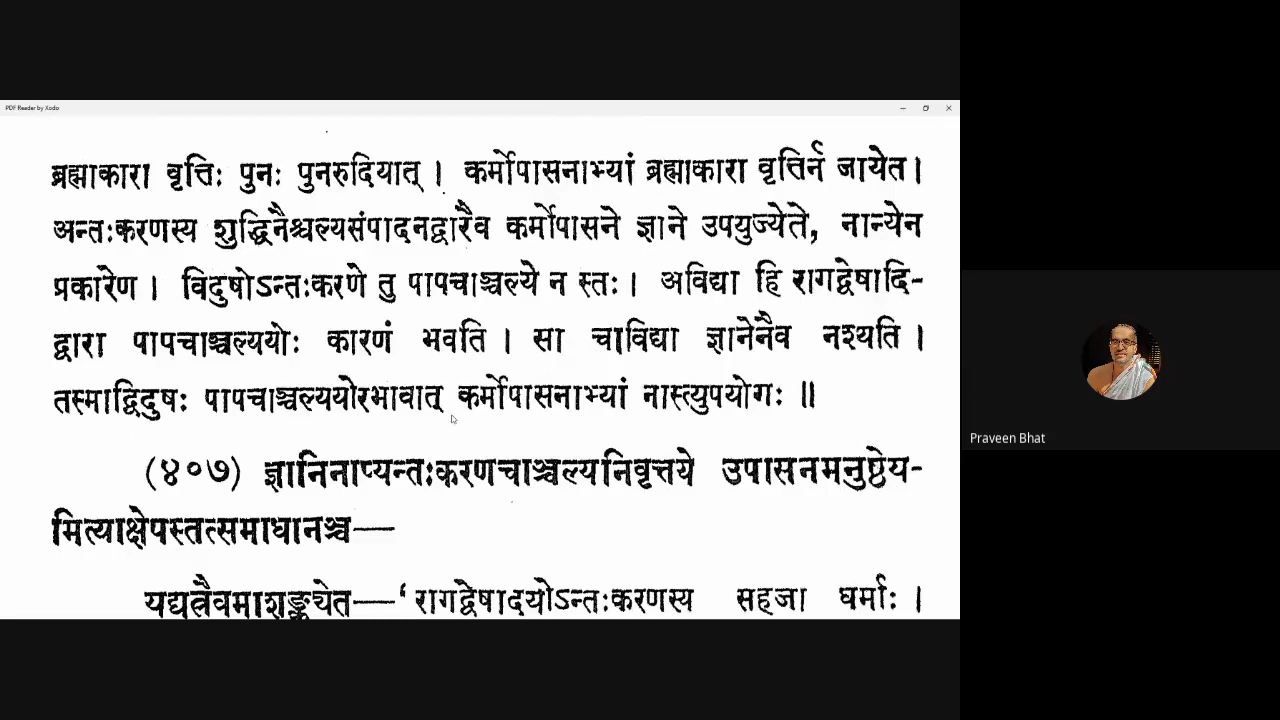 PDF Reader by Xodo
ब्रह्माकारा वृत्तिः पुनः पुनरुदियात् । कर्मोपासनाभ्यां ब्रह्माकारा वृत्तिर्न जायेत।
अन्तःकरणस्य शुद्धिनैश्चल्यसंपादनद्वारैव कर्मोपासने ज्ञाने उपयुज्येते, नान्येन
प्रकारेण । विदुषोऽन्तःकरणे तु पापचाञ्चल्ये न स्तः । अविद्या हि रागद्वेषादि-
द्वारा पापचाञ्चल्ययोः कारणं भवति । सा चाविद्या ज्ञानेनैव नश्यति ।
तस्माद्विदुषः पापचाञ्चल्ययोरभावात् कर्मोपासनाभ्यां नास्त्युपयोगः ॥
(४०७) ज्ञानिनाप्यन्तःकरणचाञ्चल्यनिवृत्तये उपासनमनुष्ठेय-
मित्याक्षेपस्तत्समाधानञ्च—
यद्यत्रैवमाशङ्क्येत—‘रागद्वेषादयोऽन्तःकरणस्य सहजा धर्माः ।
Praveen Bhat